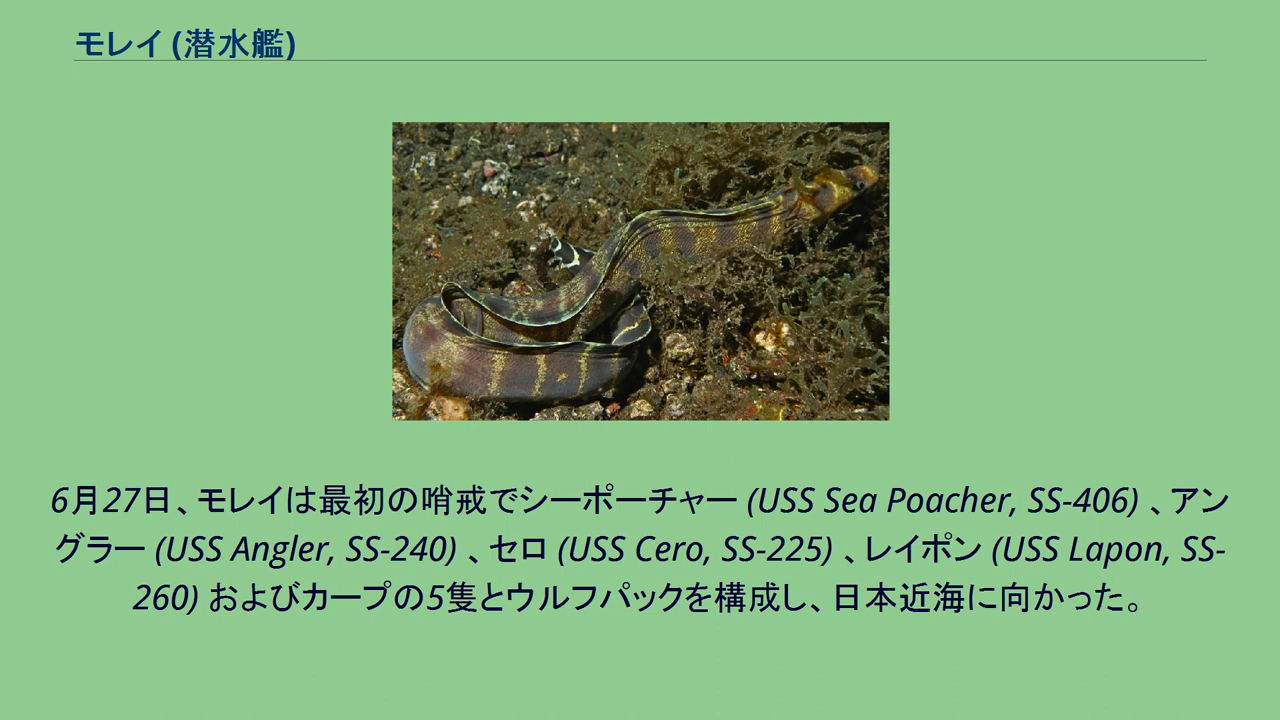 モレイ (潜水艦)
6月27日、モレイは最初の哨戒でシーポーチャー (USS Sea Poacher, SS-406) 、アン
グラー (USS Angler, SS-240) 、セロ (USS Cero, SS-225) 、レイポン (USS Lapon, SS-
260) およびカープの5隻とウルフパックを構成し、日本近海に向かった。